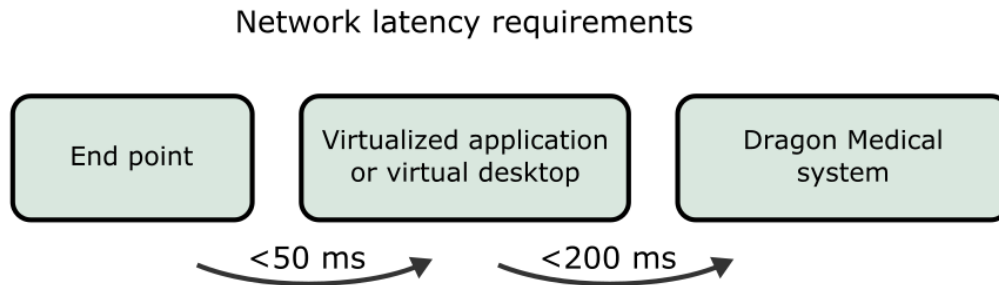 Network latency requirements
End point
Virtualized application
or virtual desktop
Dragon Medical
system
<50 ms
<200 ms